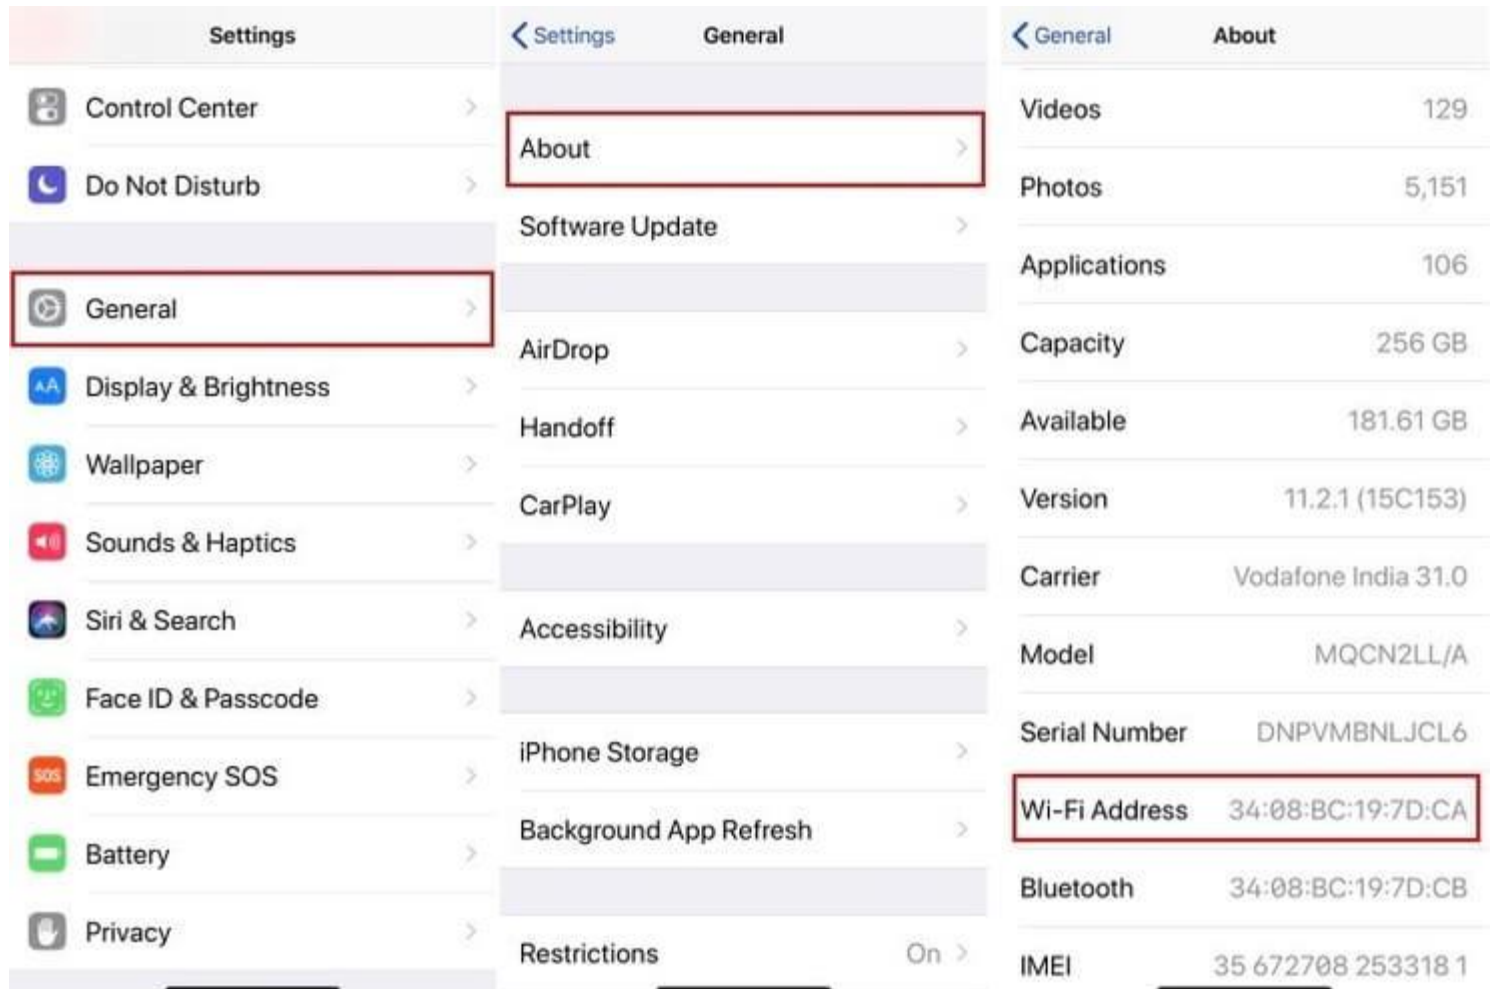 Settings
Control Center
Do Not Disturb
General
Display & Brightness
AA
Wallpaper
Sounds & Haptics
Siri & Search
Face ID & Passcode
SOS
Emergency SOS
Battery
Privacy
Settings
General
About
Software Update
AirDrop
Handoff
CarPlay
Accessibility
iPhone Storage
Background App Refresh
Restrictions On
General
About
Videos 129
Photos 5,151
Applications 106
Capacity 256 GB
Available 181.61 GB
Version 11.2.1 (15C153)
Carrier Vodafone India 31.0
Model MQCN2LL/A
Serial Number DNPVMBNLJCL6
Wi-Fi Address 34:08:BC:19:7D:CA
Bluetooth 34:08:BC:19:7D:CB
IMEI 35 672708 253318 1